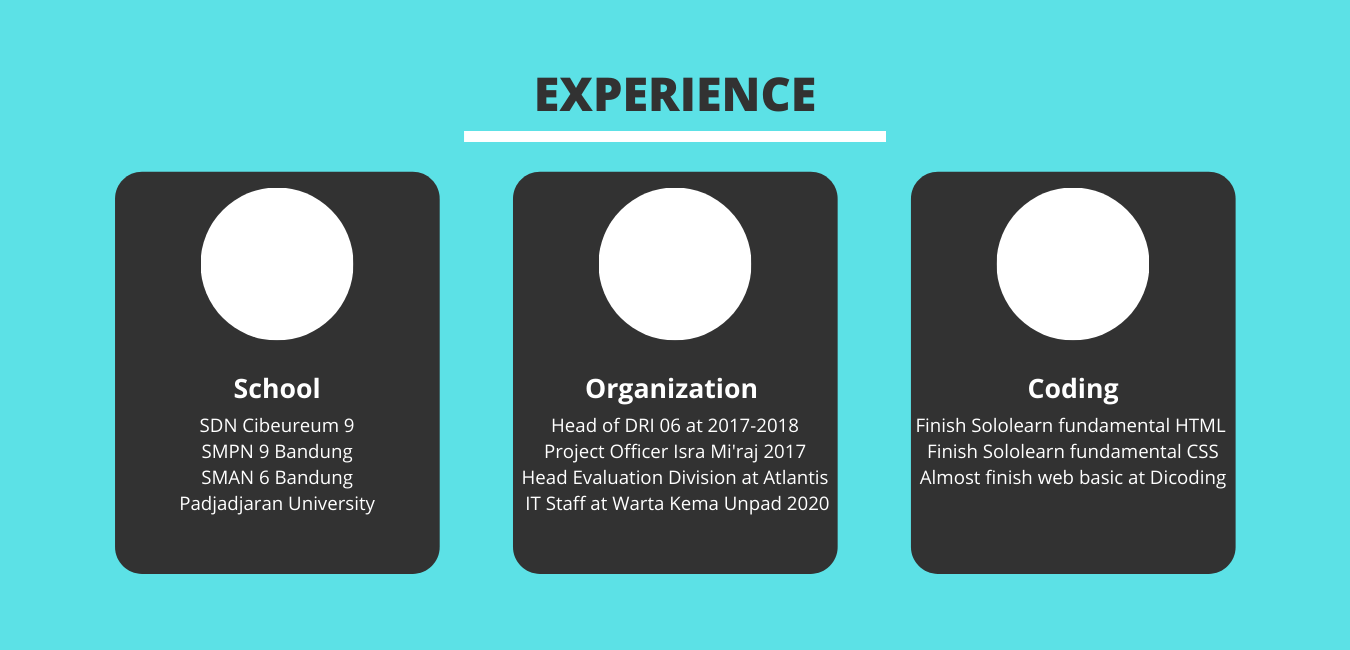 EXPERIENCE
School
SDN Cibeureum 9
SMPN 9 Bandung
SMAN 6 Bandung
Padjadjaran University
Organization
Head of DRI 06 at 2017-2018
Project Officer Isra Mi'raj 2017
Head Evaluation Division at Atlantis
IT Staff at Warta Kema Unpad 2020
Coding
Finish Sololearn fundamental HTML
Finish Sololearn fundamental CSS
Almost finish web basic at Dicoding